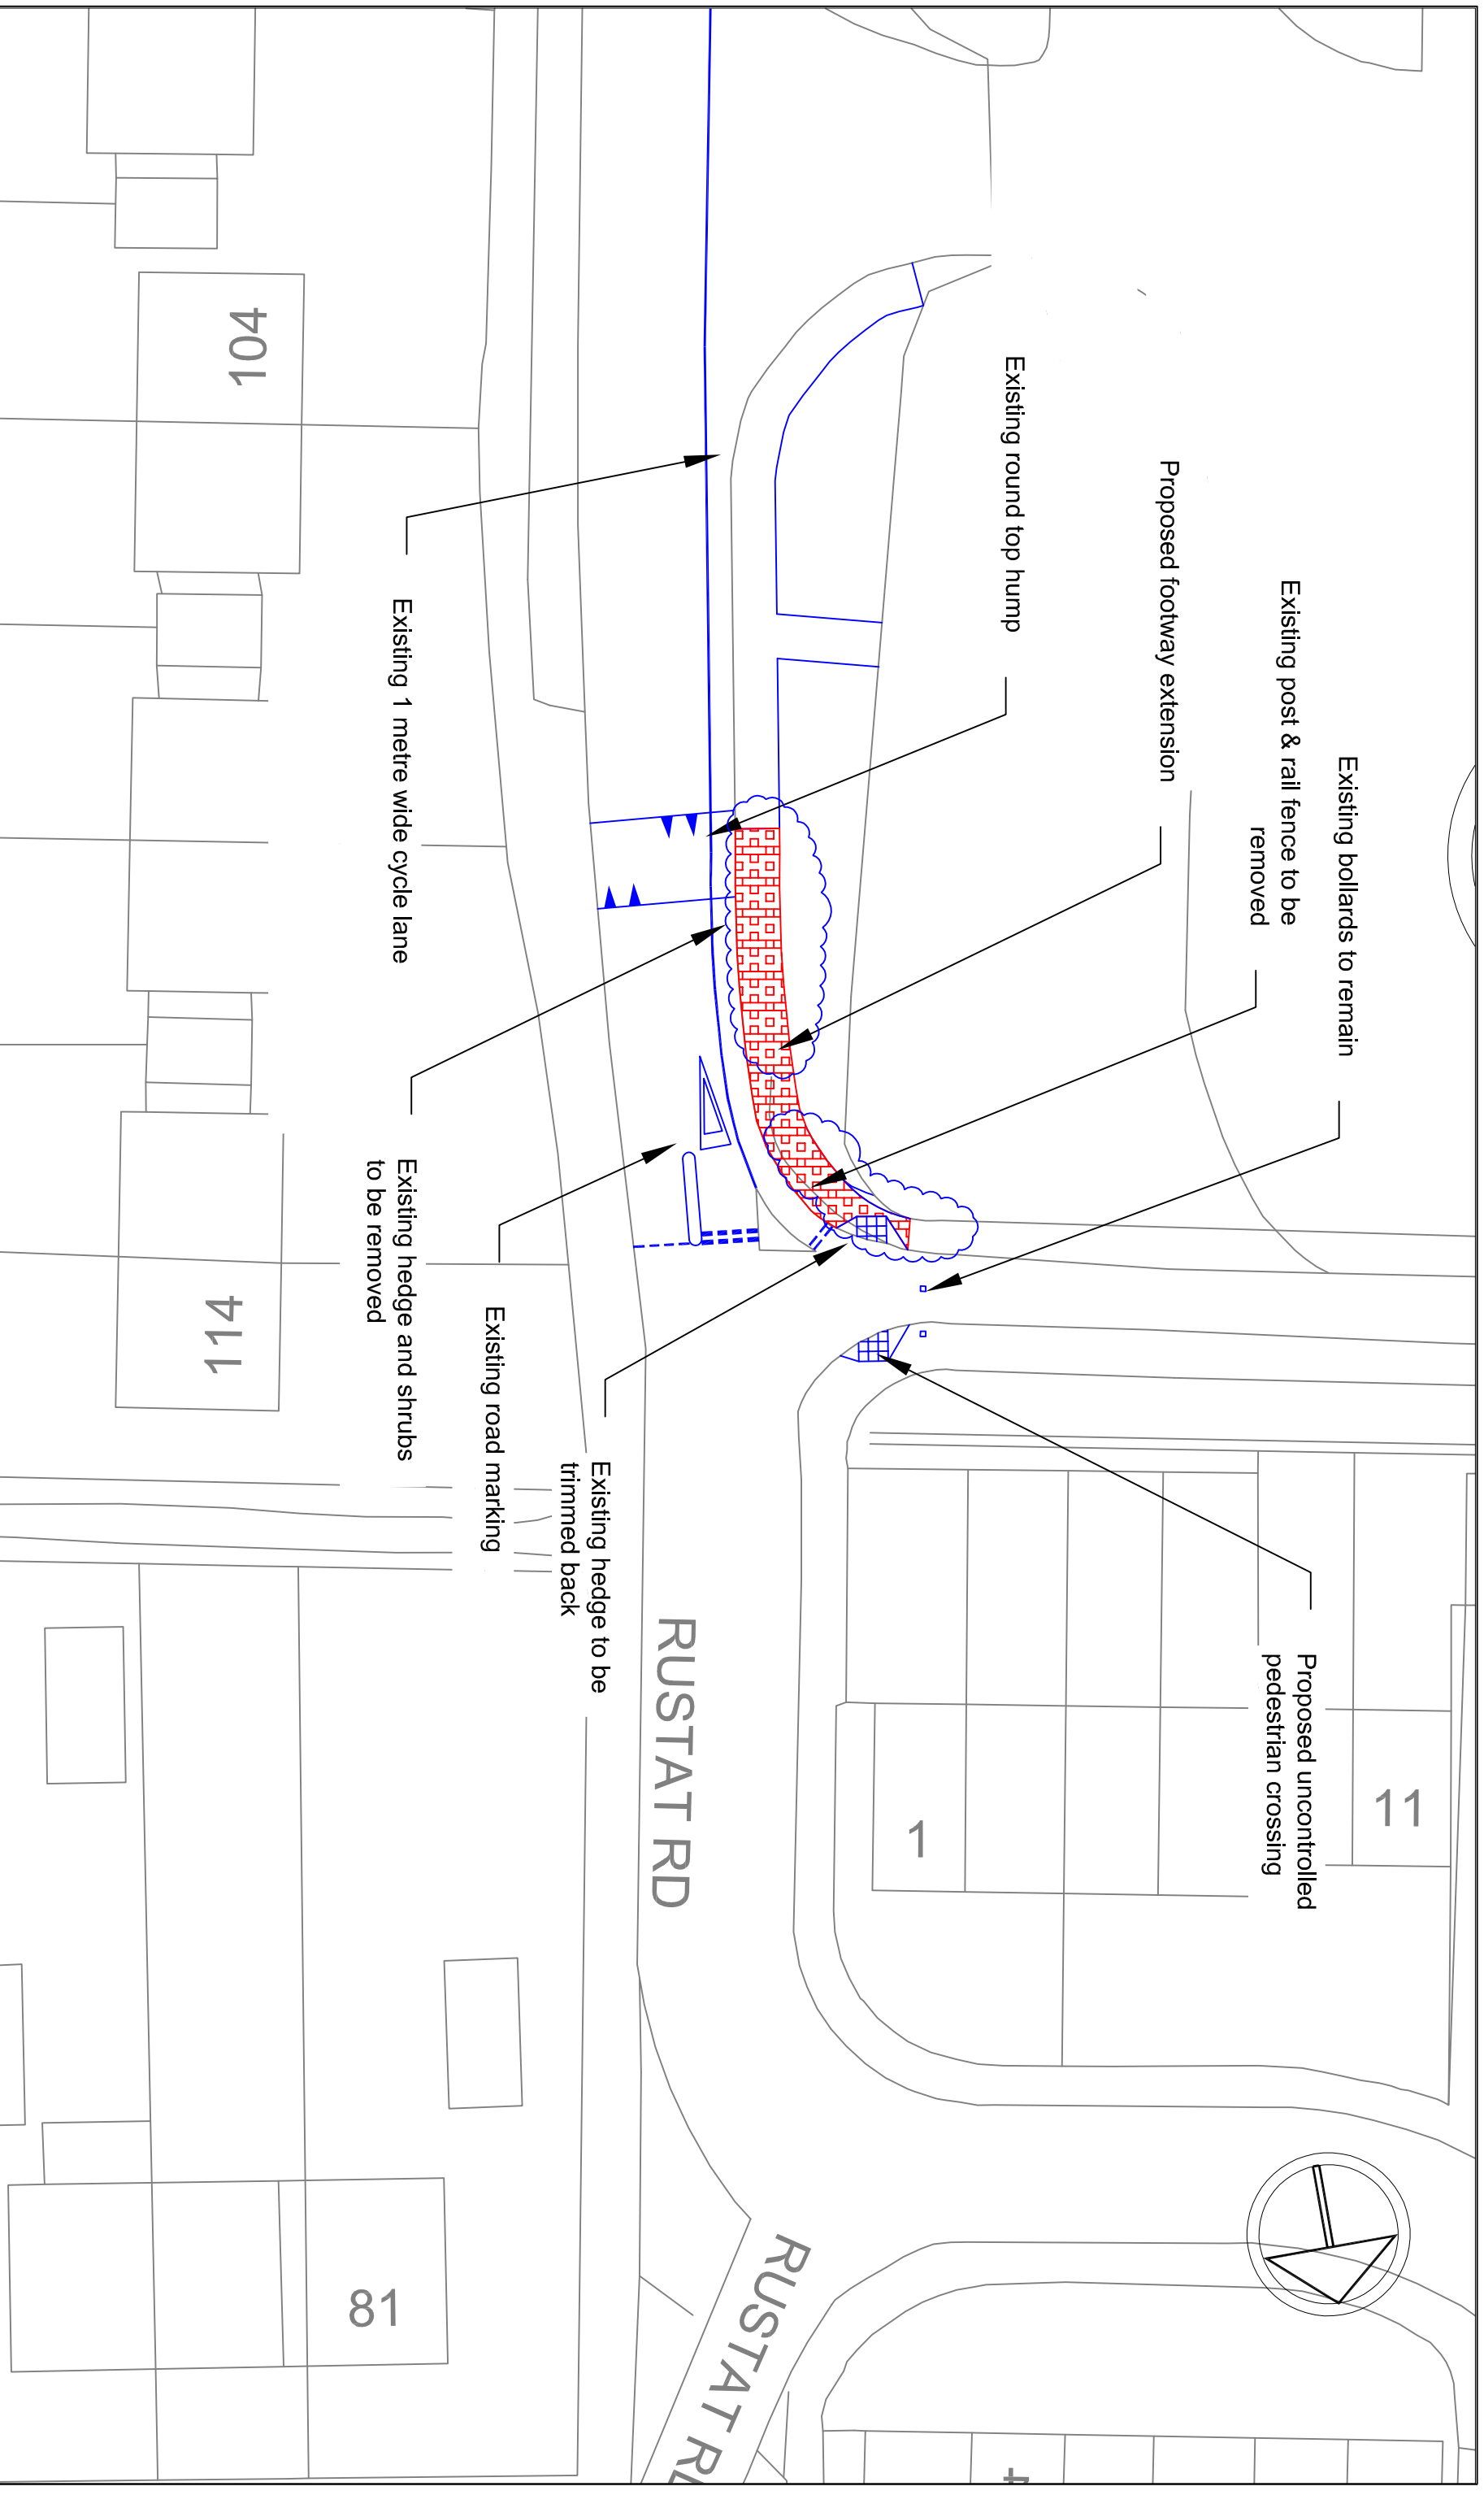 Existing bollards to remain
Existing post & rail fence to be
removed
Proposed footway extension
Existing round top hump
Proposed uncontrolled
pedestrian crossing
11
1
RUSTAT RD
RUSTAT
4
Existing hedge to be
trimmed back
Existing road marking
Existing hedge and shrubs
to be removed
Existing 1 metre wide cycle lane
104
114
81